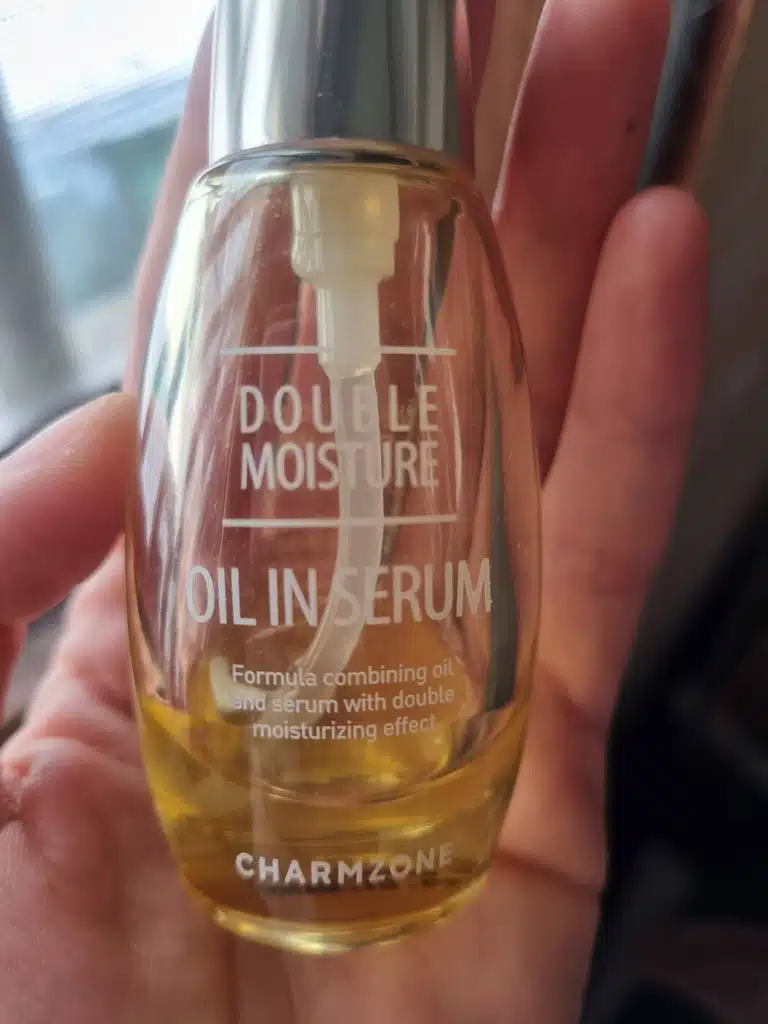 DOUBLE
MOISTURE
OIL IN SERUM
Formula combining oil
and serum with double
moisturizing effect
CHARMZONE